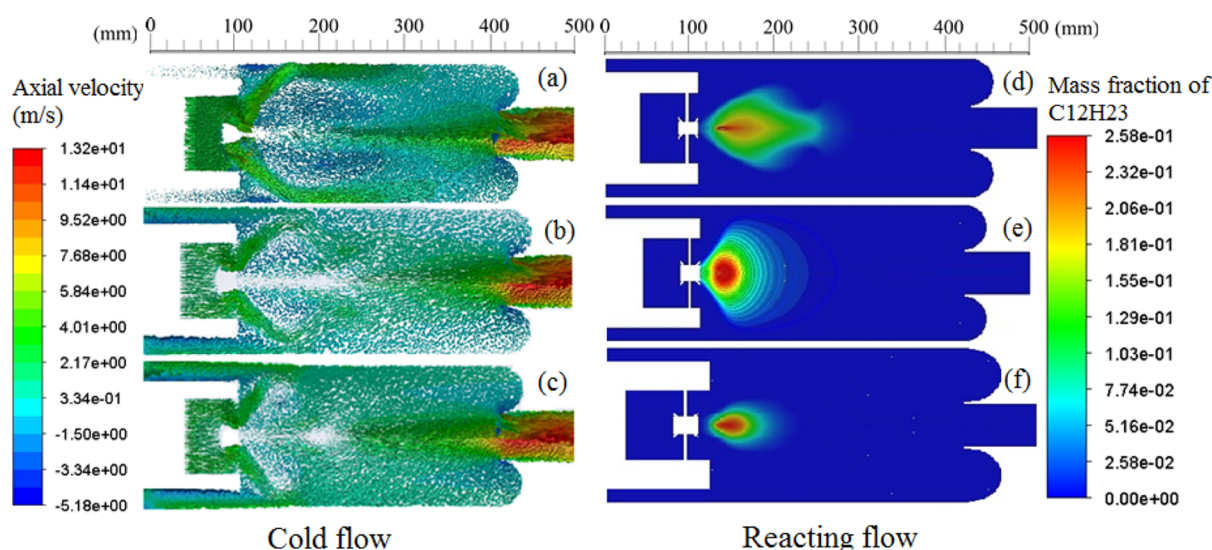 (mm) 0 100 200 300 400 500
0 100 200 300 400 500 (mm)
Axial velocity
(m/s)
1.32e+01
1.14e+01
9.52e+00
7.68e+00
5.84e+00
4.01e+00
2.17e+00
3.34e-01
-1.50e+00
-3.34e+00
-5.18e+00
(a)
(b)
(c)
(d)
(e)
(f)
Mass fraction of
C12H23
2.58e-01
2.32e-01
2.06e-01
1.81e-01
1.55e-01
1.29e-01
1.03e-01
7.74e-02
5.16e-02
2.58e-02
0.00e+00
Cold flow
Reacting flow